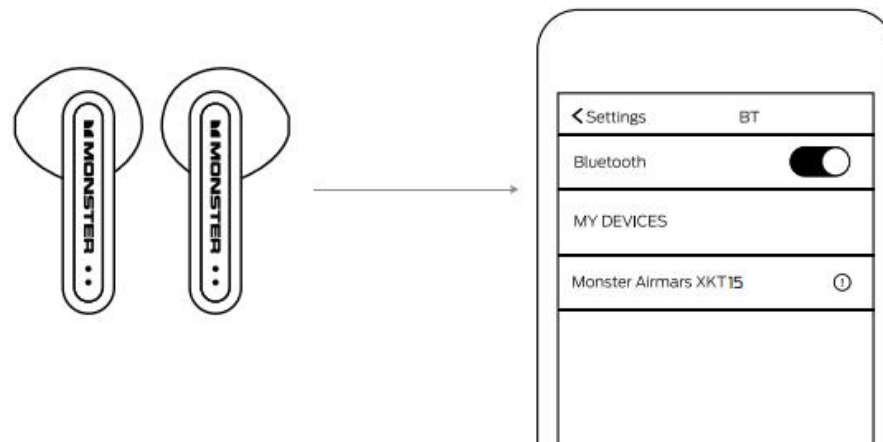 MONSTER
MONSTER
Settings BT
Bluetooth
MY DEVICES
Monster Airmars XKT15